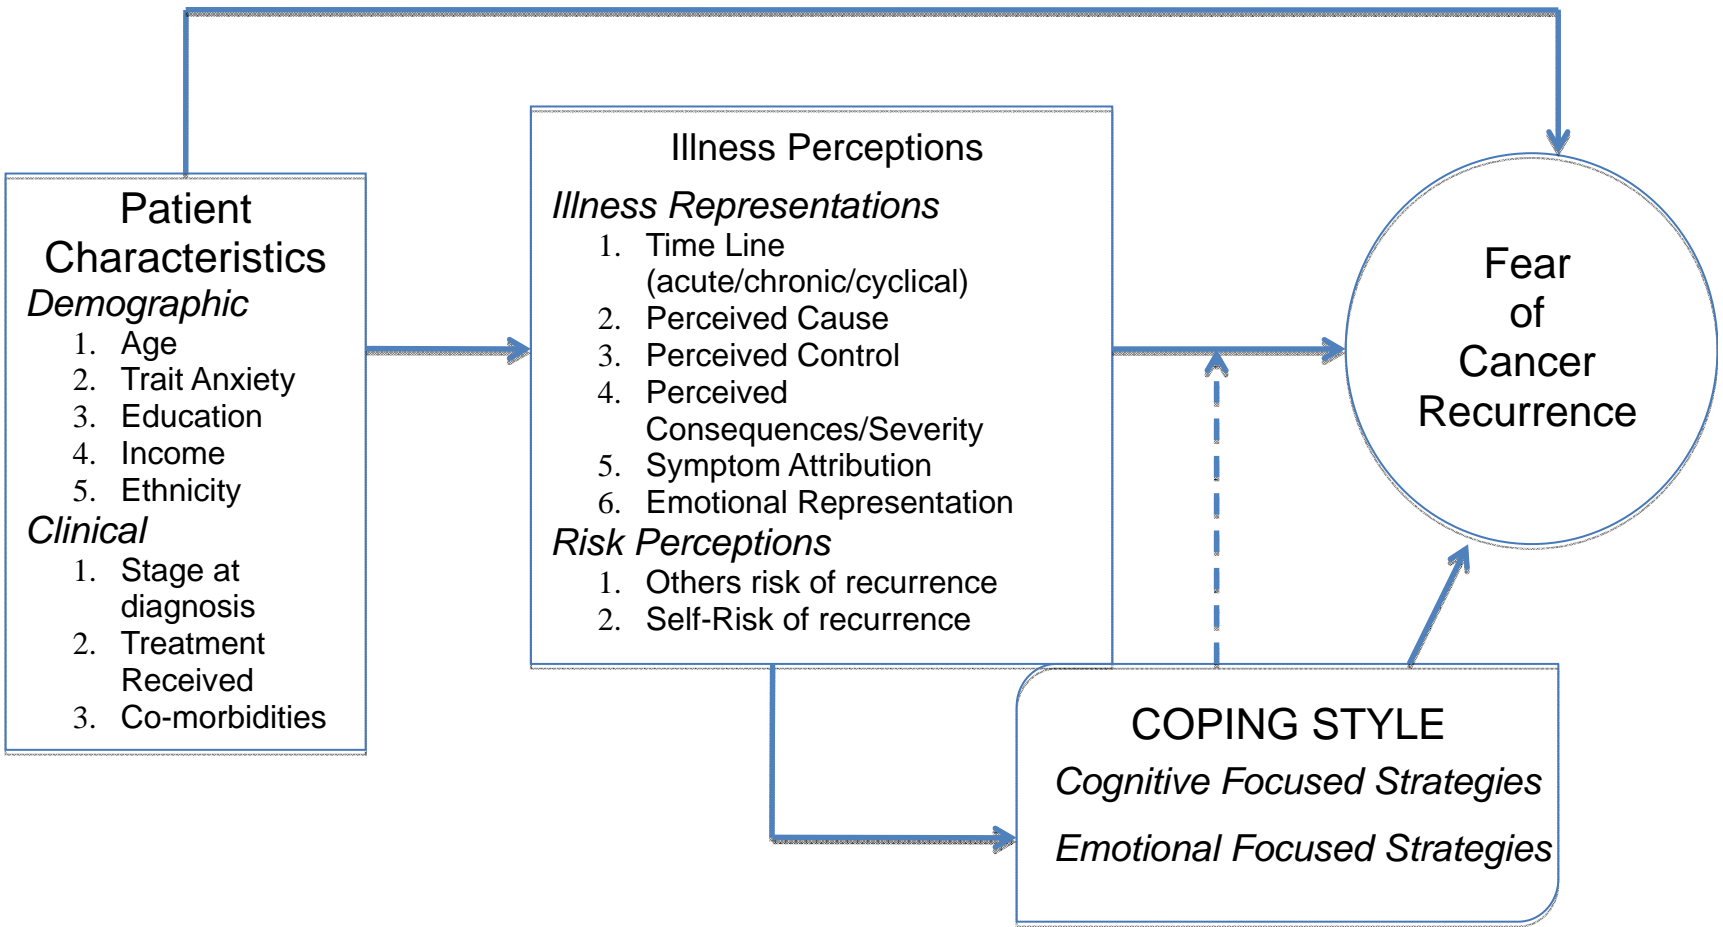 Patient
Characteristics
Demographic
1. Age
2. Trait Anxiety
3. Education
4. Income
5. Ethnicity
Clinical
1. Stage at
diagnosis
2. Treatment
Received
3. Co-morbidities
Illness Perceptions
Illness Representations
1. Time Line
(acute/chronic/cyclical)
2. Perceived Cause
3. Perceived Control
4. Perceived
Consequences/Severity
5. Symptom Attribution
6. Emotional Representation
Risk Perceptions
1. Others risk of recurrence
2. Self-Risk of recurrence
Fear
of
Cancer
Recurrence
COPING STYLE
Cognitive Focused Strategies
Emotional Focused Strategies